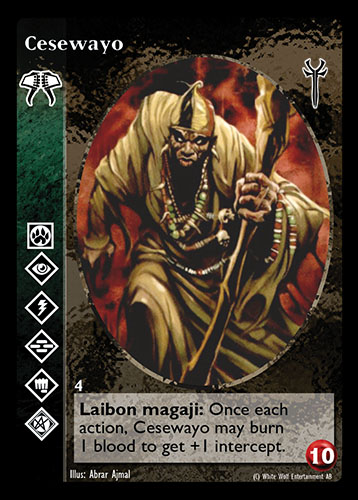 Cesewayo
4
Laibon magaji: Once each
action, Cesewayo may burn
1 blood to get +1 intercept.
10
Illus: Abrar Ajmal
(C) White Wolf Entertainment AB